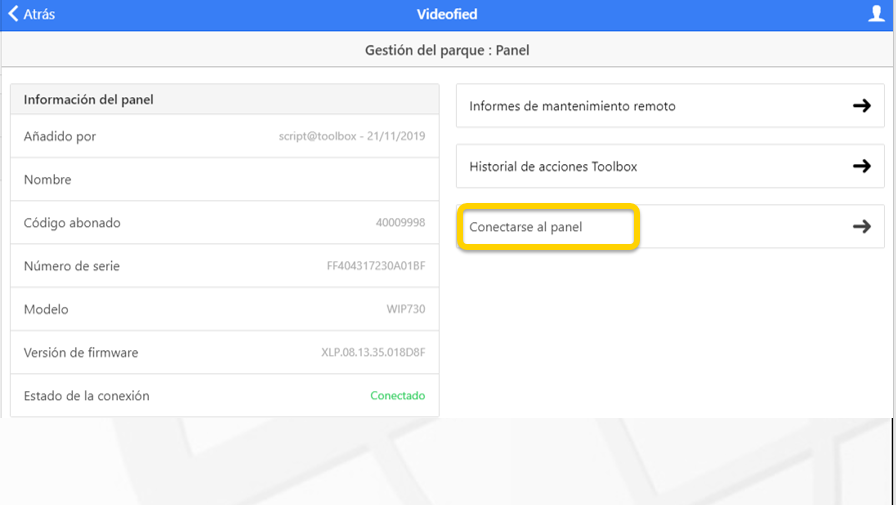 Atrás
Videofied
Gestión del parque : Panel
Información del panel
Añadido por script@toolbox - 21/11/2019
Nombre
Código abonado 40009998
Número de serie FF404317230A01BF
Modelo WIP730
Versión de firmware XLP.08.13.35.018D8F
Estado de la conexión Conectado
Informes de mantenimiento remoto
Historial de acciones Toolbox
Conectarse al panel